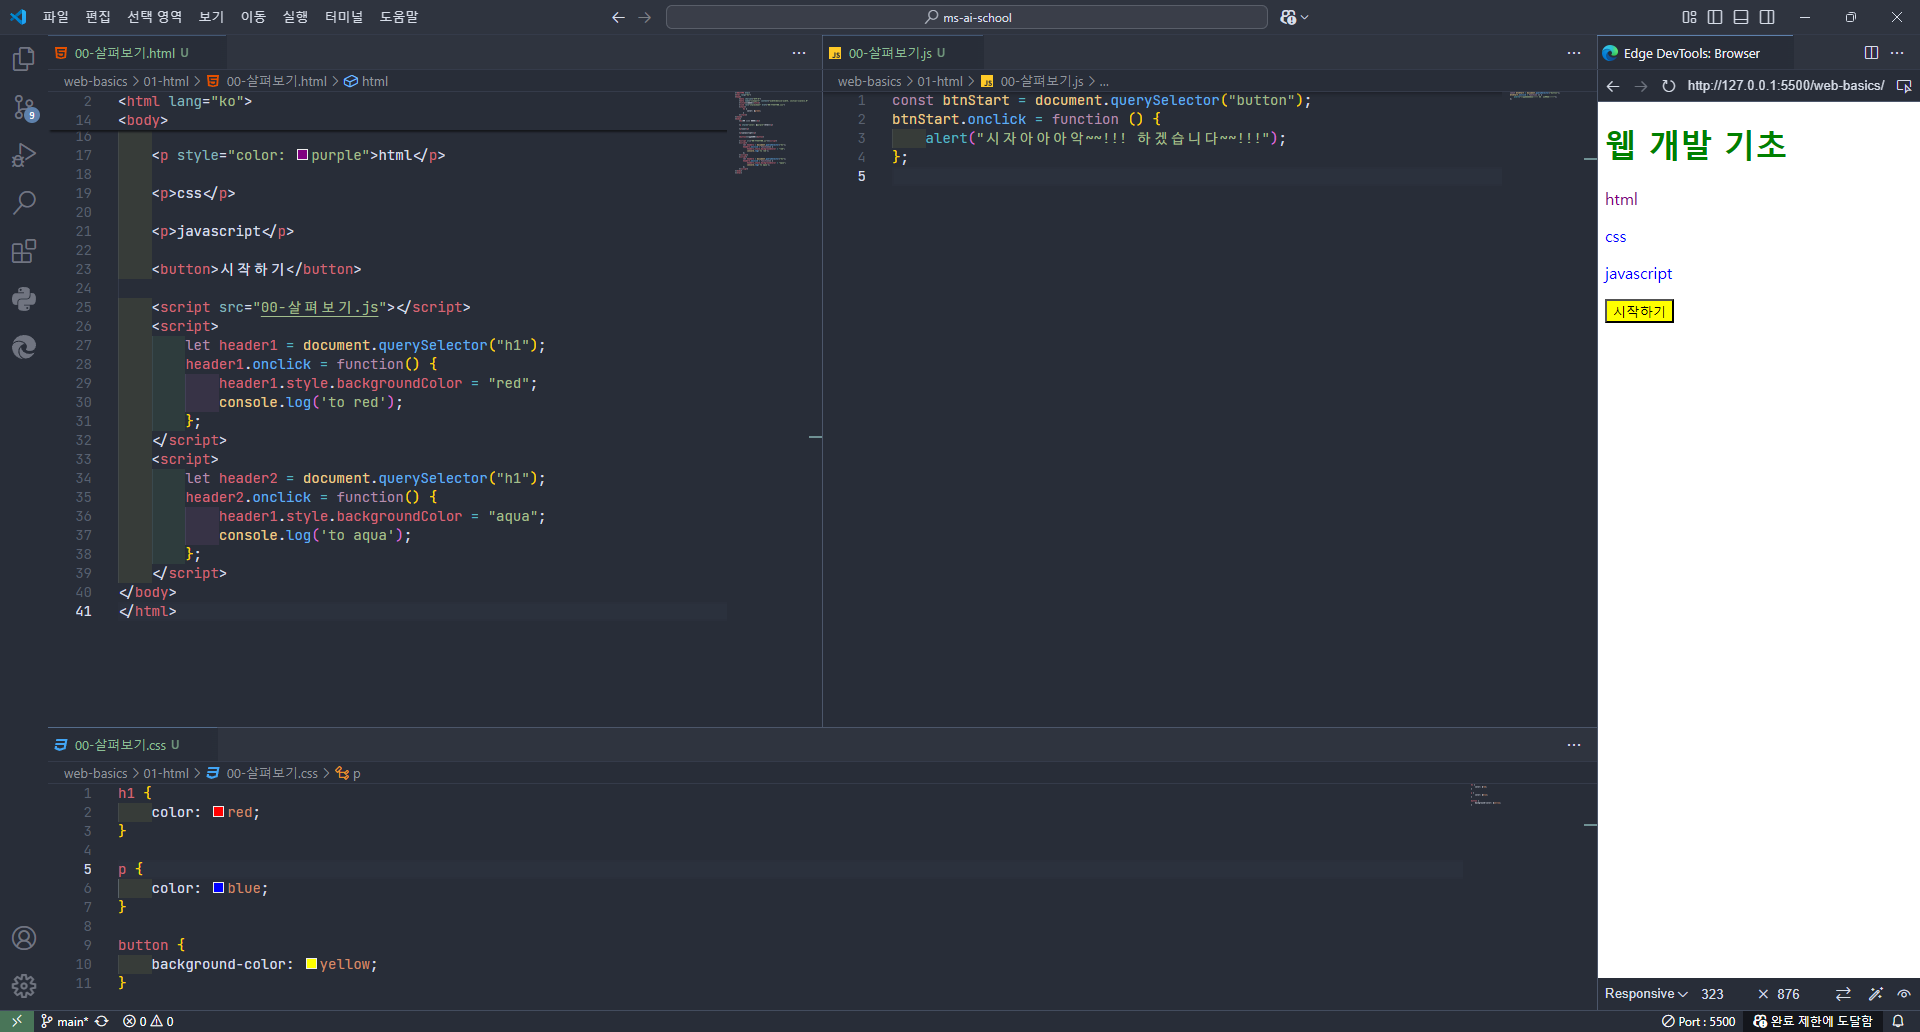 파일 편집 선택 영역 보기 이동 실행 터미널 도움말
ms-ai-school
00-살펴보기.html U
web-basics > 01-html > 00-살펴보기.html > html
2 <html lang="ko">
14 <body>
16
17 <p style="color: purple">html</p>
18
19 <p>css</p>
20
21 <p>javascript</p>
22
23 <button>시작하기</button>
24
25 <script src="00-살펴보기.js"></script>
26 <script>
27 let header1 = document.querySelector("h1");
28 header1.onclick = function() {
29 header1.style.backgroundColor = "red";
30 console.log('to red');
31 };
32 </script>
33 <script>
34 let header2 = document.querySelector("h1");
35 header2.onclick = function() {
36 header1.style.backgroundColor = "aqua";
37 console.log('to aqua');
38 };
39 </script>
40 </body>
41 </html>
00-살펴보기.js U
web-basics > 01-html > 00-살펴보기.js > ...
1 const btnStart = document.querySelector("button");
2 btnStart.onclick = function () {
3 alert("시자아아아악~~!!! 하겠습니다~~!!!");
4 };
5
Edge DevTools: Browser
http://127.0.0.1:5500/web-basics/
웹 개발 기초
html
css
javascript
시작하기
00-살펴보기.css U
web-basics > 01-html > 00-살펴보기.css > p
1 h1 {
2 color: red;
3 }
4
5 p {
6 color: blue;
7 }
8
9 button {
10 background-color: yellow;
11 }
Responsive 323 × 876
9
main* 0 0
Port : 5500 완료 제한에 도달함